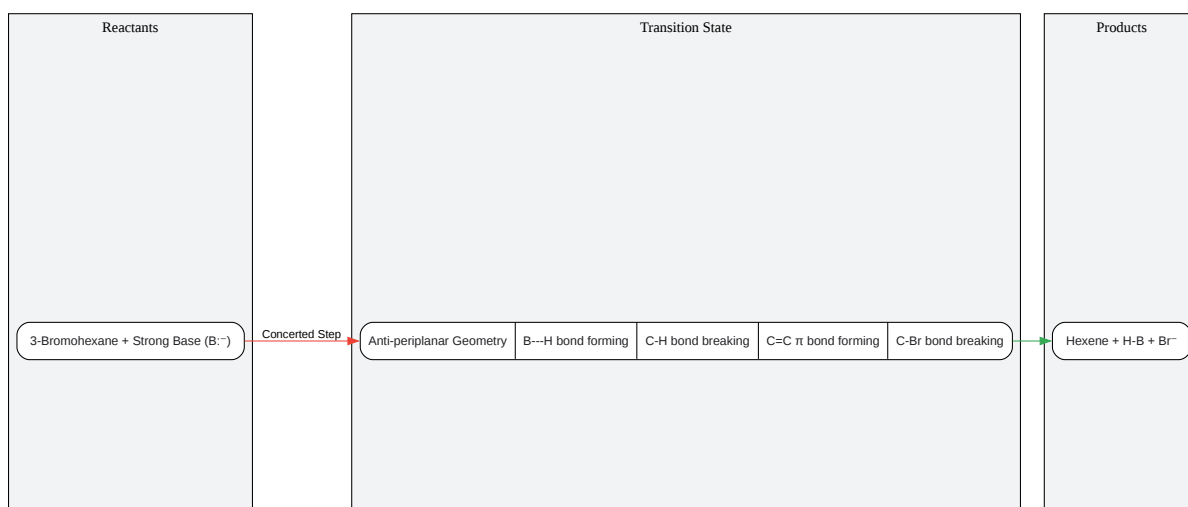 Reactants
Transition State
Products
3-Bromohexane + Strong Base (B:⁻)
Concerted Step
Anti-periplanar Geometry
B---H bond forming
C-H bond breaking
C=C π bond forming
C-Br bond breaking
Hexene + H-B + Br⁻